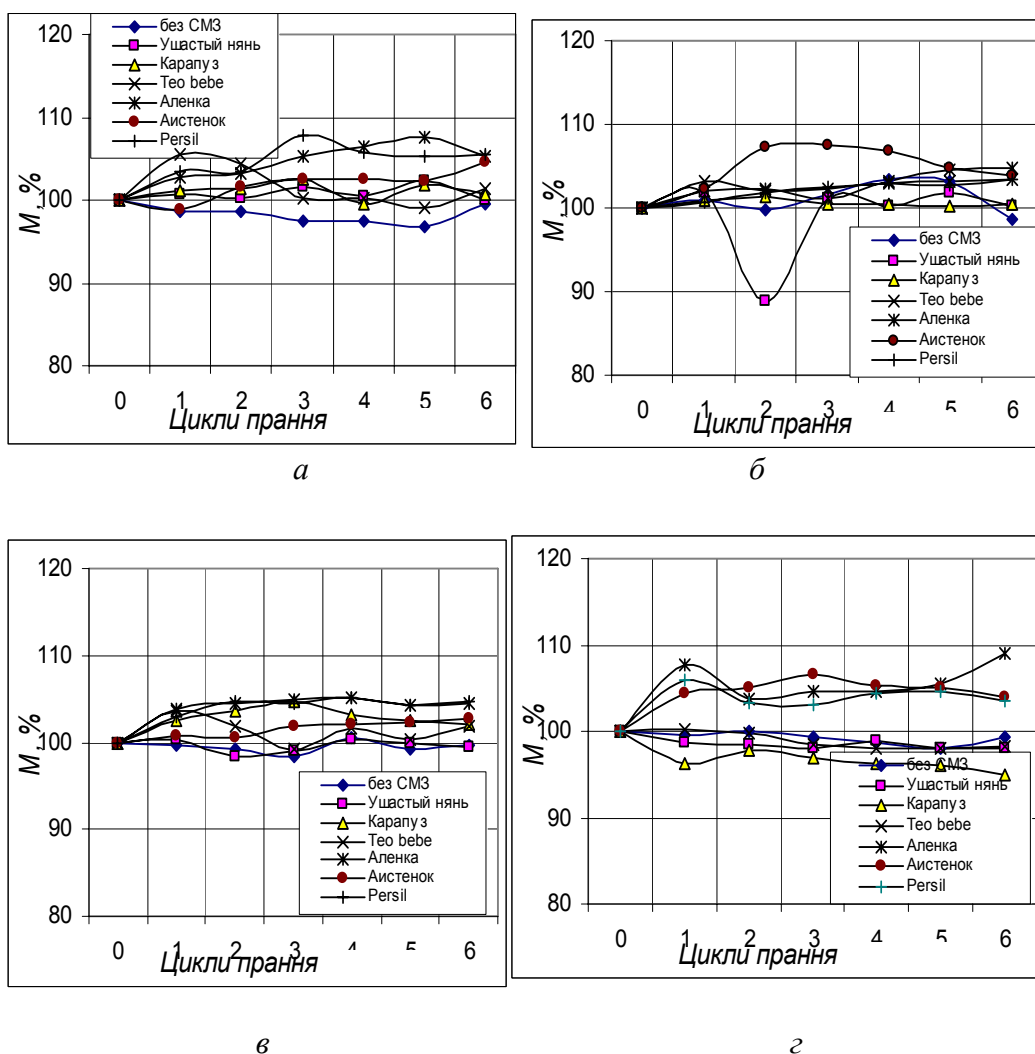 120
110
100
90
80
М, %
без СМЗ
Ушастый нянь
Карапуз
Teo bebe
Аленка
Аистенок
Persil
0 1 2 3 4 5 6
Цикли прання
а
120
110
100
90
80
М, %
без СМЗ
Ушастый нянь
Карапуз
Teo bebe
Аленка
Аистенок
Persil
0 1 2 3 4 5 6
Цикли прання
б
120
110
100
90
80
М, %
без СМЗ
Ушастый нянь
Карапуз
Teo bebe
Аленка
Аистенок
Persil
0 1 2 3 4 5 6
Цикли прання
в
120
110
100
90
80
М, %
без СМЗ
Ушастый нянь
Карапуз
Teo bebe
Аленка
Аистенок
Persil
0 1 2 3 4 5 6
Цикли прання
г